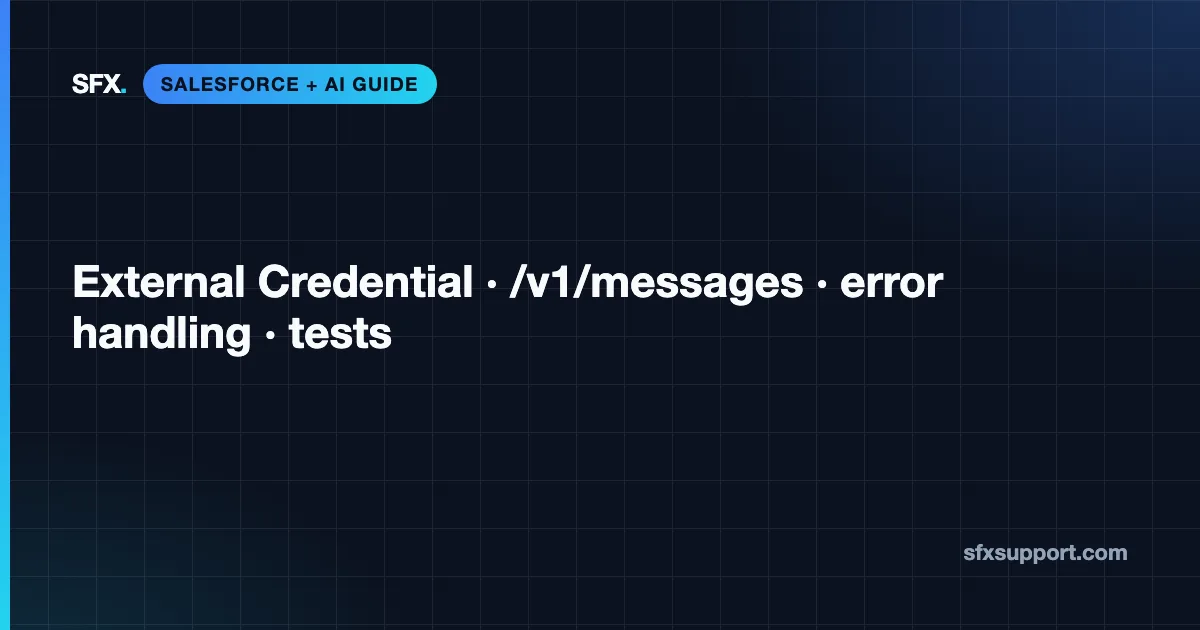 SFX.
SALESFORCE + AI GUIDE
External Credential · /v1/messages · error
handling · tests
sfxsupport.com